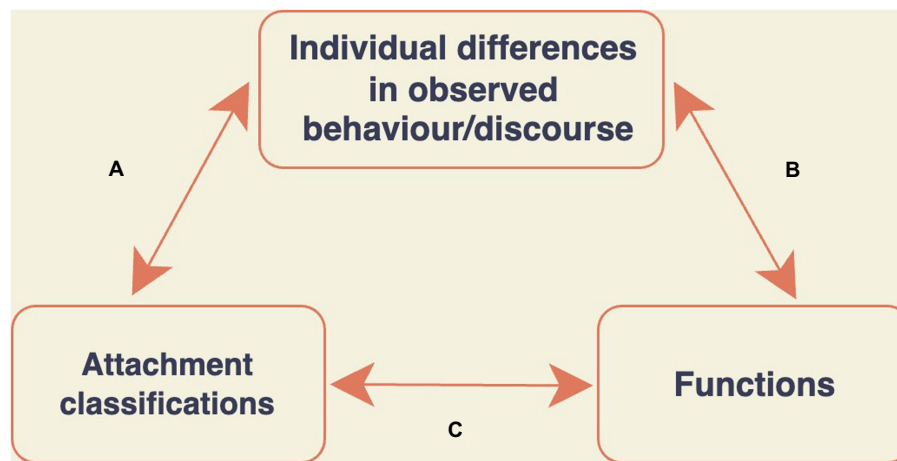 Individual differences
in observed
behaviour/discourse
A
B
Attachment
classifications
Functions
C